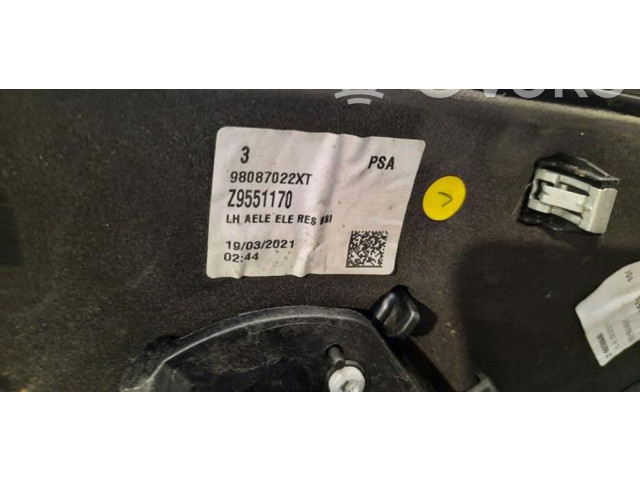 3 PSA
98087022XT
Z9551170
LH AELE ELE RES
19/03/2021
02:44